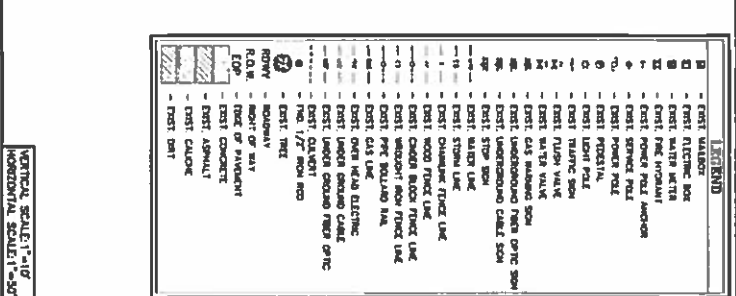 LEGEND
- EXIST. MAILBOX
- EXIST. ELECTRIC BOX
- EXIST. WATER METER
- EXIST. FIRE HYDRANT
- EXIST. POWER POLE ANCHOR
- EXIST. SERVICE POLE
- EXIST. POWER POLE
- EXIST. PEDESTAL
- EXIST. LIGHT POLE
- EXIST. TRAFFIC SIGN
- EXIST. FLUSH VALVE
- EXIST. WATER VALVE
- EXIST. GAS WARNING SIGN
- EXIST. UNDERGROUND FIBER OPTIC SIGN
- EXIST. UNDERGROUND CABLE SIGN
- EXIST. STOP SIGN
- EXIST. WATER LINE
- EXIST. STORM LINE
- EXIST. CHAINLINK FENCE LINE
- EXIST. WOOD FENCE LINE
- EXIST. CINDER BLOCK FENCE LINE
- EXIST. WROUGHT IRON FENCE LINE
- EXIST. PIPE BOLLARD RAIL
- EXIST. GAS LINE
- EXIST. OVER HEAD ELECTRIC
- EXIST. UNDER GROUND CABLE
- EXIST. UNDER GROUND FIBER OPTIC
- EXIST. CULVERT
- FND. 1/2" IRON ROD
- EXIST. TREE
RDWY - ROADWAY
R.O.W. - RIGHT OF WAY
EOP - EDGE OF PAVEMENT
- EXIST. CONCRETE
- EXIST. ASPHALT
- EXIST. CALICHE
- EXIST. DIRT
VERTICAL SCALE:1"=10'
HORIZONTAL SCALE:1"=50'